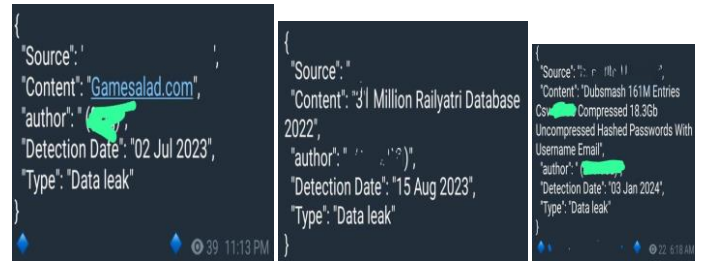 {
"Source": '                    ',
"Content": "Gamesalad.com",
"author": " (
"Detection Date": "02 Jul 2023",
"Type": "Data leak"
}
39 11:13 PM
{
"Source": "
"Content": "31 Million Railyatri Database
2022",
"author": "          )",
"Detection Date": "15 Aug 2023",
"Type": "Data leak"
}
{
"Source":
"Content": "Dubsmash 161M Entries
Csv Compressed 18.3Gb
Uncompressed Hashed Passwords With
Username Email",
"author": " (
"Detection Date": "03 Jan 2024",
"Type": "Data leak"
}
22 6:18 AM